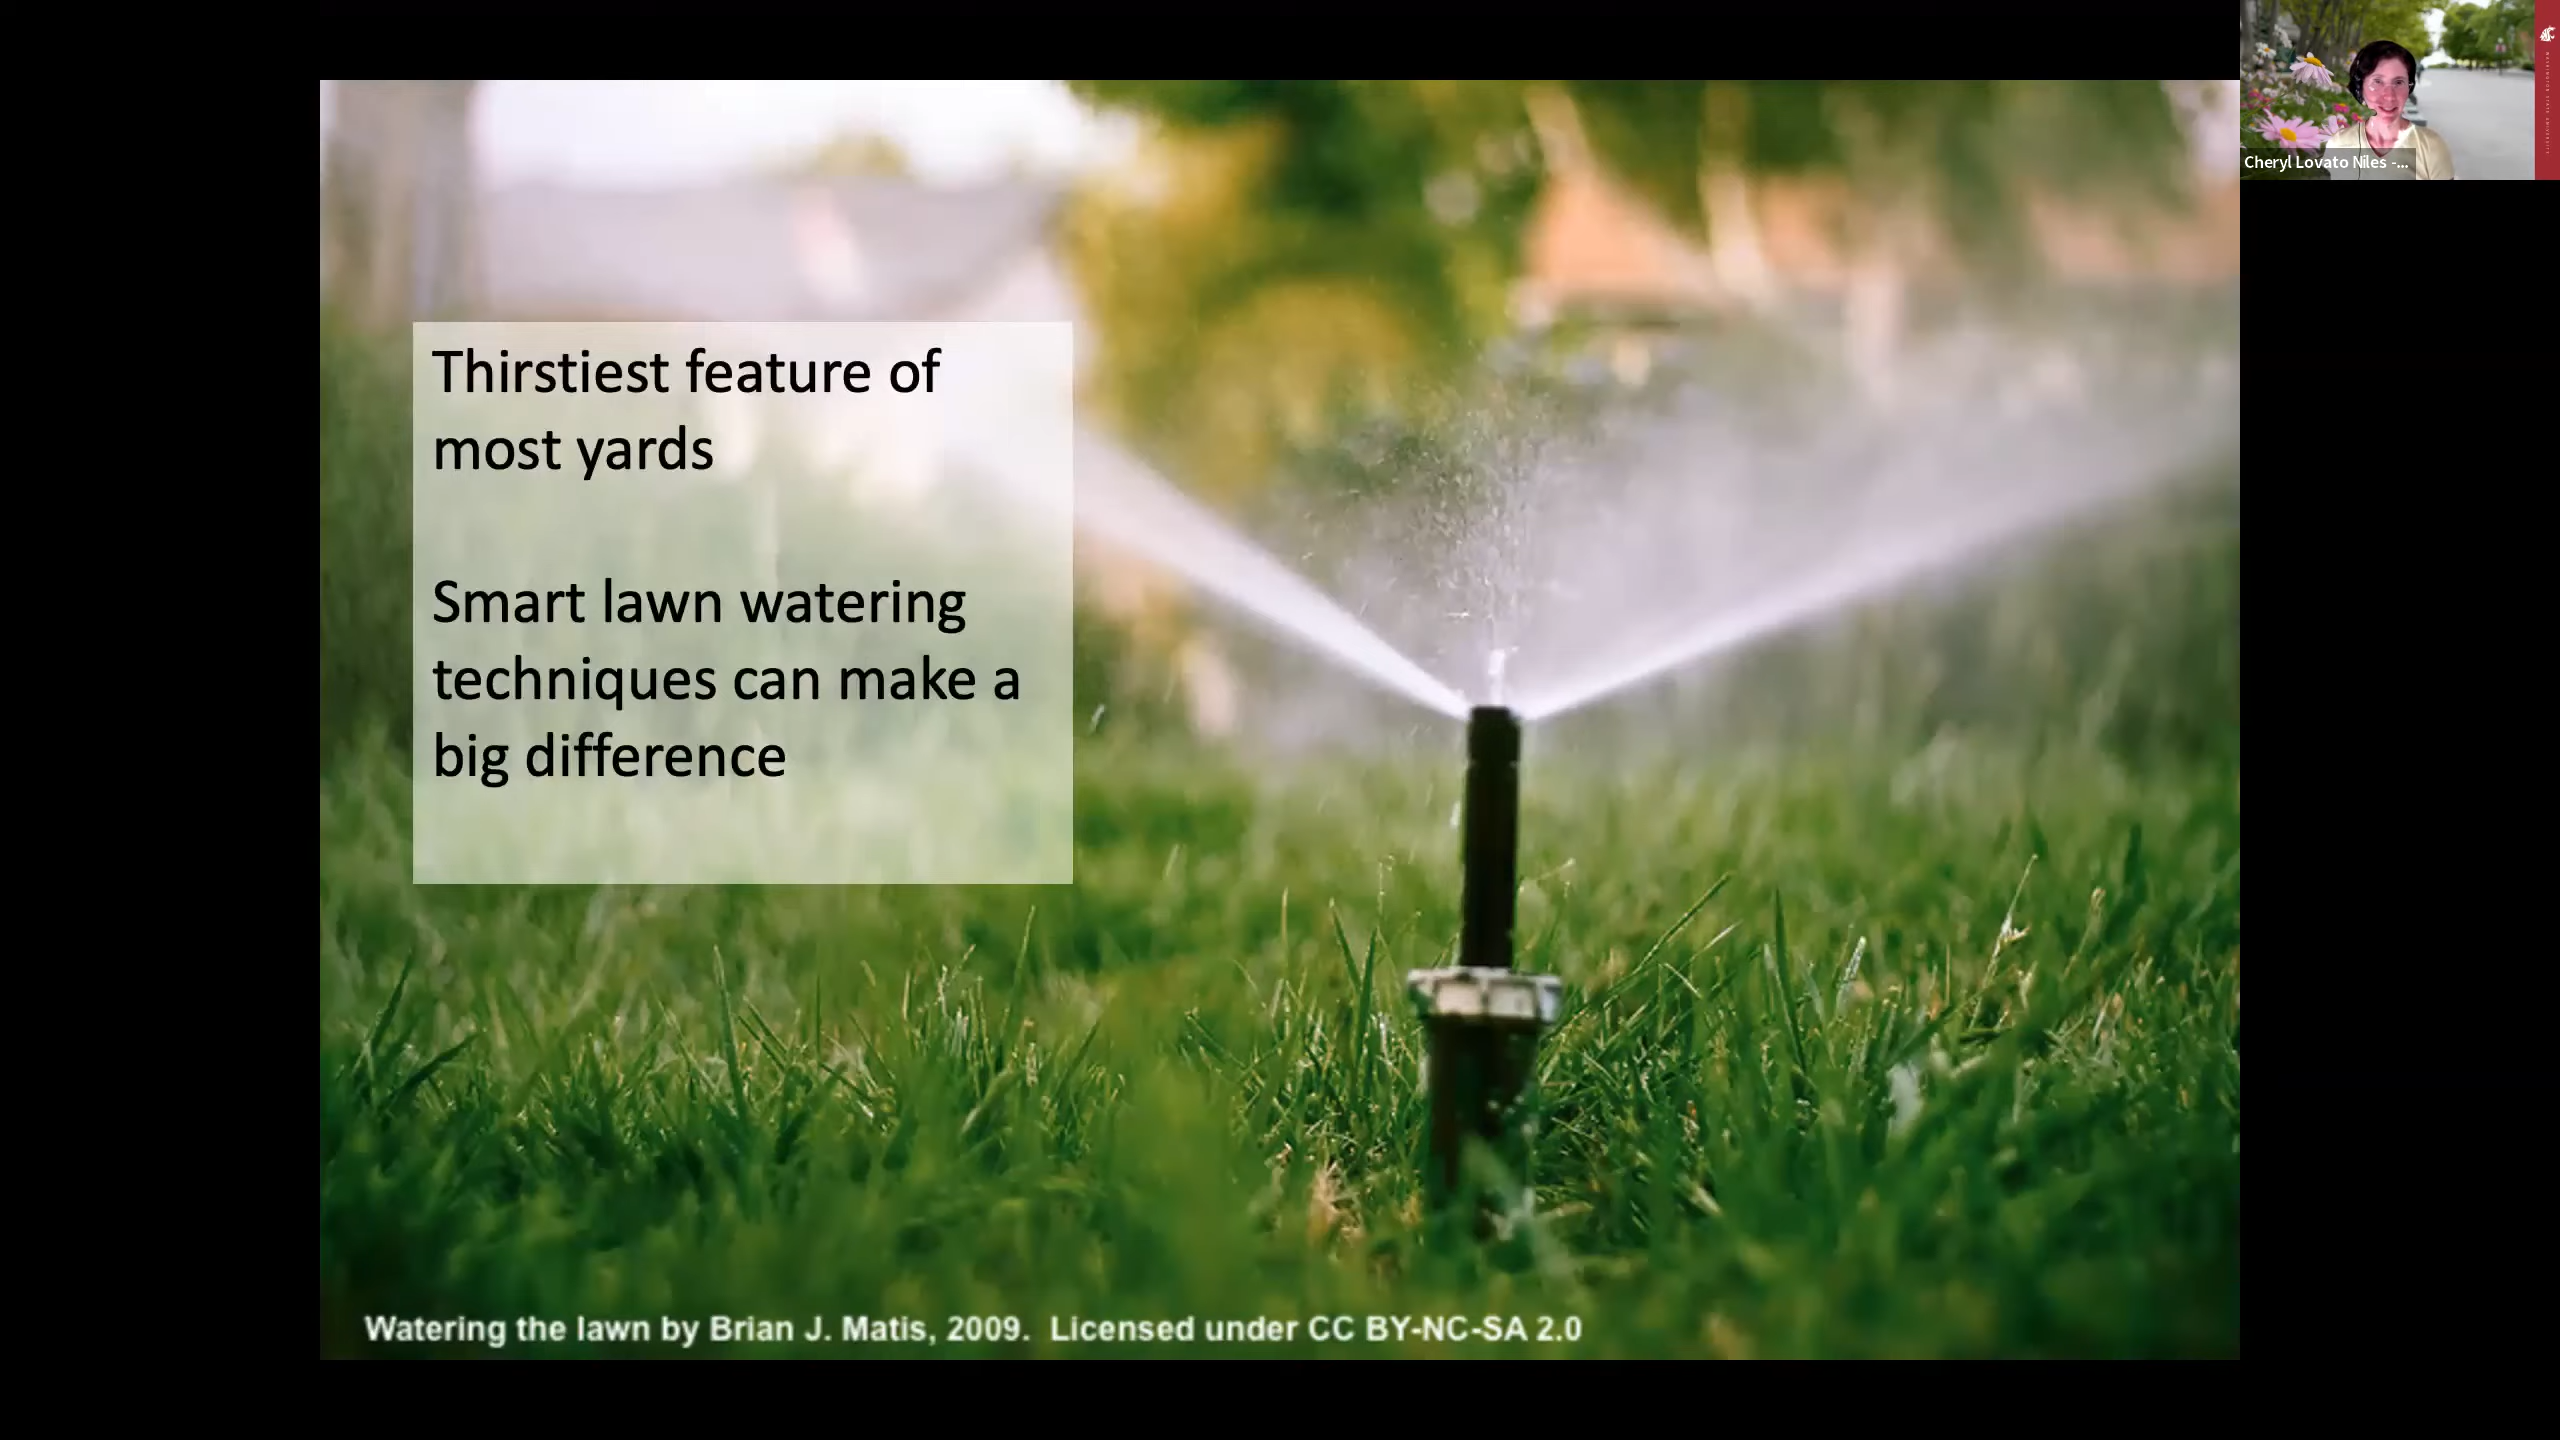 Thirstiest feature of
most yards
Smart lawn watering
techniques can make a
big difference
Watering the lawn by Brian J. Matis, 2009. Licensed under CC BY-NC-SA 2.0
Cheryl Lovato Niles -...